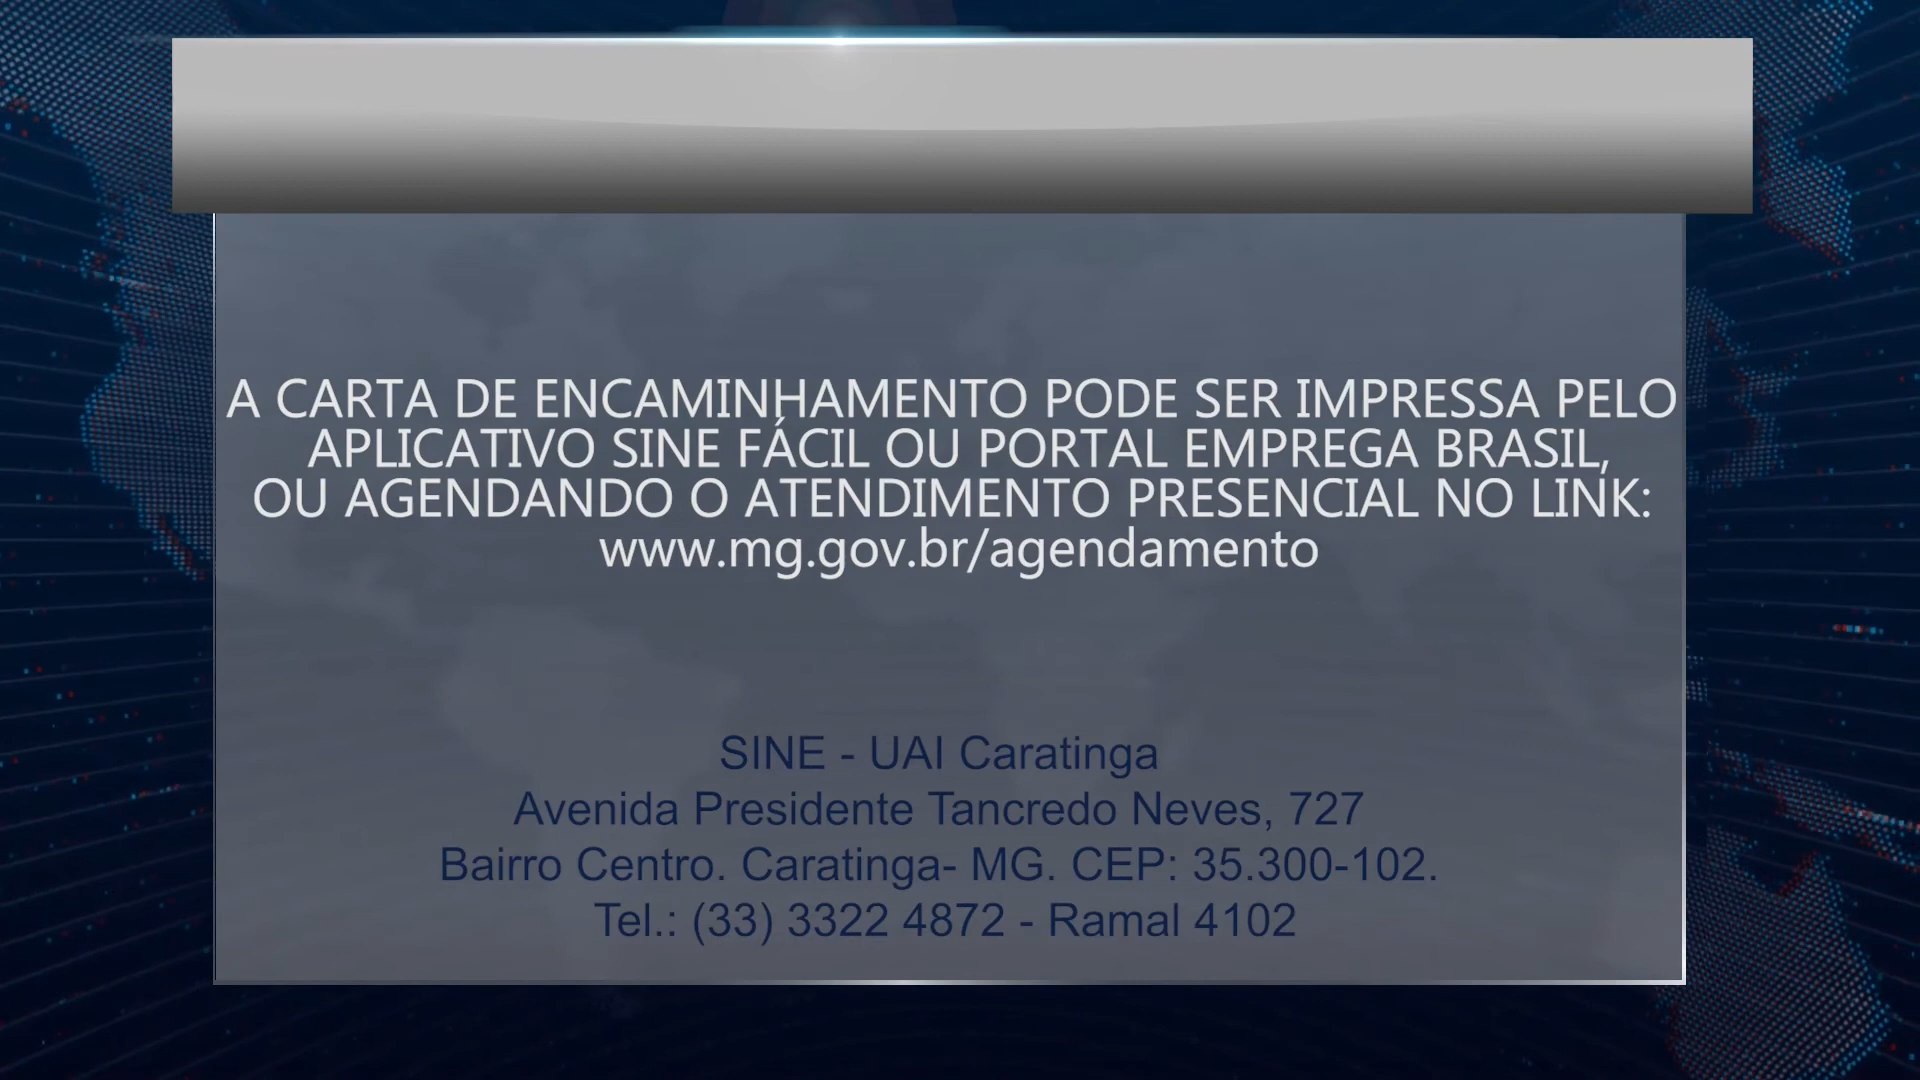 A CARTA DE ENCAMINHAMENTO PODE SER IMPRESSA PELO
APLICATIVO SINE FÁCIL OU PORTAL EMPREGA BRASIL,
OU AGENDANDO O ATENDIMENTO PRESENCIAL NO LINK:
www.mg.gov.br/agendamento
SINE - UAI Caratinga
Avenida Presidente Tancredo Neves, 727
Bairro Centro. Caratinga- MG. CEP: 35.300-102.
Tel.: (33) 3322 4872 - Ramal 4102